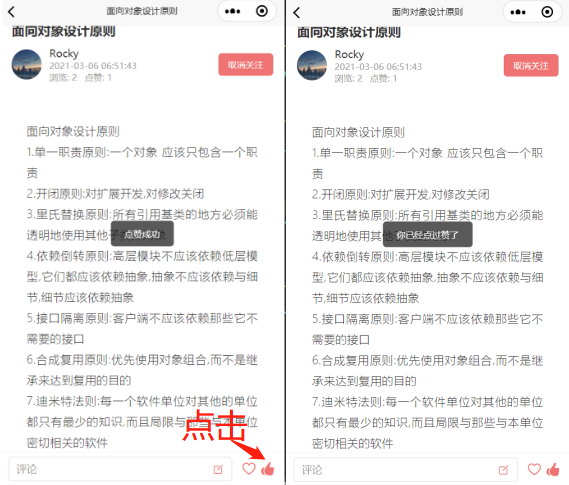 面向对象设计原则
面向对象设计原则
Rocky
2021-03-06 06:51:43
浏览: 2 点赞: 1
取消关注
面向对象设计原则
1.单一职责原则:一个对象 应该只包含一个职
责
2.开闭原则:对扩展开发,对修改关闭
3.里氏替换原则:所有引用基类的地方必须能
透明地使用其他子
点赞成功
4.依赖倒转原则:高层模块不应该依赖低层模
型,它们都应该依赖抽象,抽象不应该依赖与细
节,细节应该依赖抽象
5.接口隔离原则:客户端不应该依赖那些它不
需要的接口
6.合成复用原则:优先使用对象组合,而不是继
承来达到复用的目的
7.迪米特法则:每一个软件单位对其他的单位
都只有最少的知识,而且局限与那些与本单位
密切相关的软件
点击
评论
面向对象设计原则
面向对象设计原则
Rocky
2021-03-06 06:51:43
浏览: 2 点赞: 1
取消关注
面向对象设计原则
1.单一职责原则:一个对象 应该只包含一个职
责
2.开闭原则:对扩展开发,对修改关闭
3.里氏替换原则:所有引用基类的地方必须能
透明地使用
你已经点过赞了
4.依赖倒转原则:高层模块不应该依赖低层模
型,它们都应该依赖抽象,抽象不应该依赖与细
节,细节应该依赖抽象
5.接口隔离原则:客户端不应该依赖那些它不
需要的接口
6.合成复用原则:优先使用对象组合,而不是继
承来达到复用的目的
7.迪米特法则:每一个软件单位对其他的单位
都只有最少的知识,而且局限与那些与本单位
密切相关的软件
评论